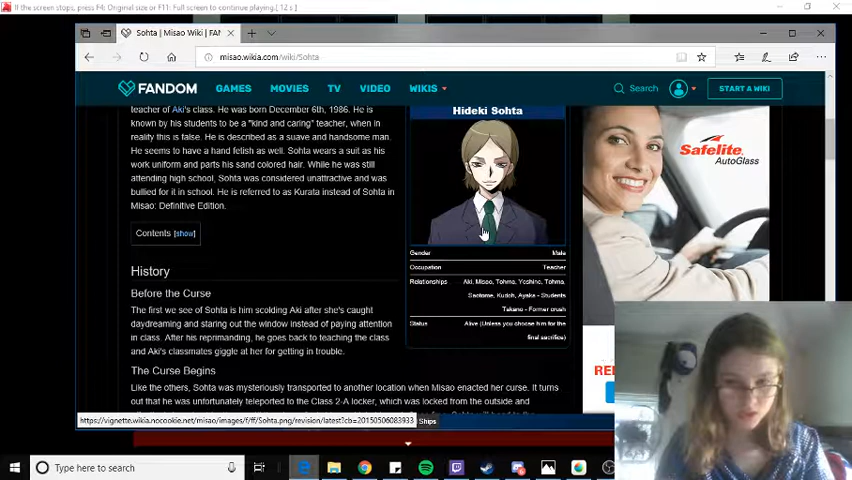 If the screen stops, press F4: Original size or F11: Full screen to continue playing.[ 12 s ]
Sohta | Misao Wiki | FAN
misao.wikia.com/wiki/Sohta
FANDOM GAMES MOVIES TV VIDEO WIKIS Search START A WIKI
teacher of Aki's class. He was born December 6th, 1986. He is
known by his students to be a "kind and caring" teacher, when in
reality this is false. He is described as a suave and handsome man.
He seems to have a hand fetish as well. Sohta wears a suit as his
work uniform and parts his sand colored hair. While he was still
attending high school, Sohta was considered unattractive and was
bullied for it in school. He is referred to as Kurata instead of Sohta in
Misao: Definitive Edition.
Contents [show]
History
Before the Curse
The first we see of Sohta is him scolding Aki after she's caught
daydreaming and staring out the window instead of paying attention
in class. After his reprimanding, he goes back to teaching the class
and Aki's classmates giggle at her for getting in trouble.
The Curse Begins
Like the others, Sohta was mysteriously transported to another location when Misao enacted her curse. It turns
out that he was unfortunately teleported to the Class 2-A locker, which was locked from the outside and
Hideki Sohta
Gender Male
Occupation Teacher
Relationships Aki, Misao, Tohma, Yoshino, Tohma,
Saotome, Kudoh, Ayaka - Students
Takano - Former crush
Status Alive (Unless you choose him for the
final sacrifice)
Safelite
AutoGlass
https://vignette.wikia.nocookie.net/misao/images/f/ff/Sohta.png/revision/latest?cb=20150506083933
Ships
Type here to search